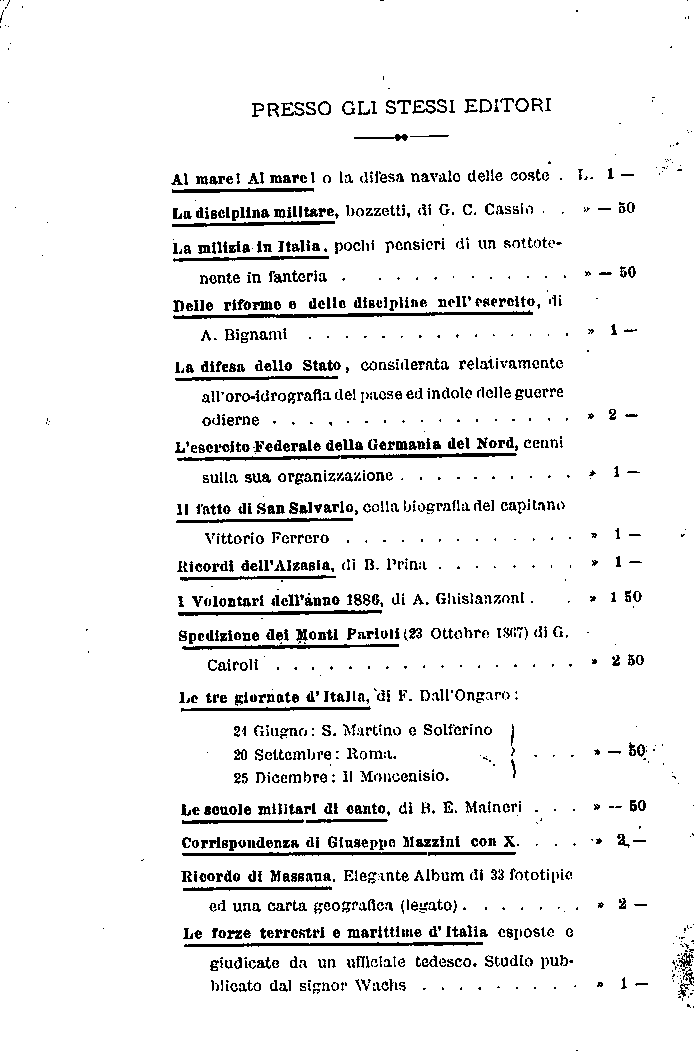 PRESSO GLI STESSI EDITORI
Al mare! Al mare! o la difesa navale delle coste . L. 1 —
La disciplina militare, bozzetti, di G. C. Cassio . . » — 50
La milizia in Italia, pochi pensieri di un sottote-
nente in fanteria . . . . . . . . . . . . » — 50
Delle riforme e delle discipline nell'esercito, di
A. Bignami . . . . . . . . . . . . . . . » 1 —
La difesa dello Stato, considerata relativamente
all'oro-idrografia del paese ed indole delle guerre
odierne . . . . . . . . . . . . . . . . . » 2 —
L'esercito Federale della Germania del Nord, cenni
sulla sua organizzazione . . . . . . . . . . » 1 —
Il fatto di San Salvario, colla biografia del capitano
Vittorio Ferrero . . . . . . . . . . . . . » 1 —
Ricordi dell'Alzasia, di B. Prina . . . . . . . . » 1 —
I Volontari dell'anno 1886, di A. Ghislanzoni . . » 1 50
Spedizione dei Monti Parioli (23 Ottobre 1867) di G.
Cairoli . . . . . . . . . . . . . . . . . » 2 50
Le tre giornate d'Italia, di F. Dall'Ongaro :
24 Giugno : S. Martino e Solferino
20 Settembre : Roma. . . . » — 50
25 Dicembre : Il Moncenisio.
Le scuole militari di canto, di B. E. Maineri . . . » — 50
Corrispondenza di Giuseppe Mazzini con X. . . . . » 2 —
Ricordo di Massaua. Elegante Album di 33 fototipie
ed una carta geografica (legato) . . . . . . . . » 2 —
Le forze terrestri e marittime d'Italia esposte e
giudicate da un ufficiale tedesco. Studio pub-
blicato dal signor Wachs . . . . . . . . . » 1 —